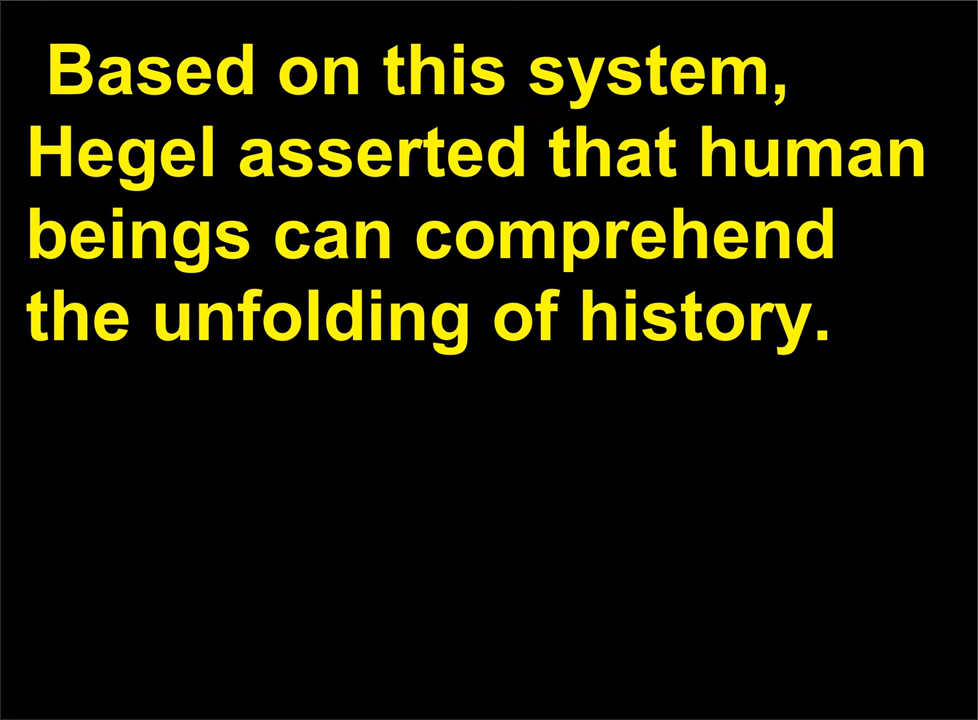 Based on this system,
Hegel asserted that human
beings can comprehend
the unfolding of history.